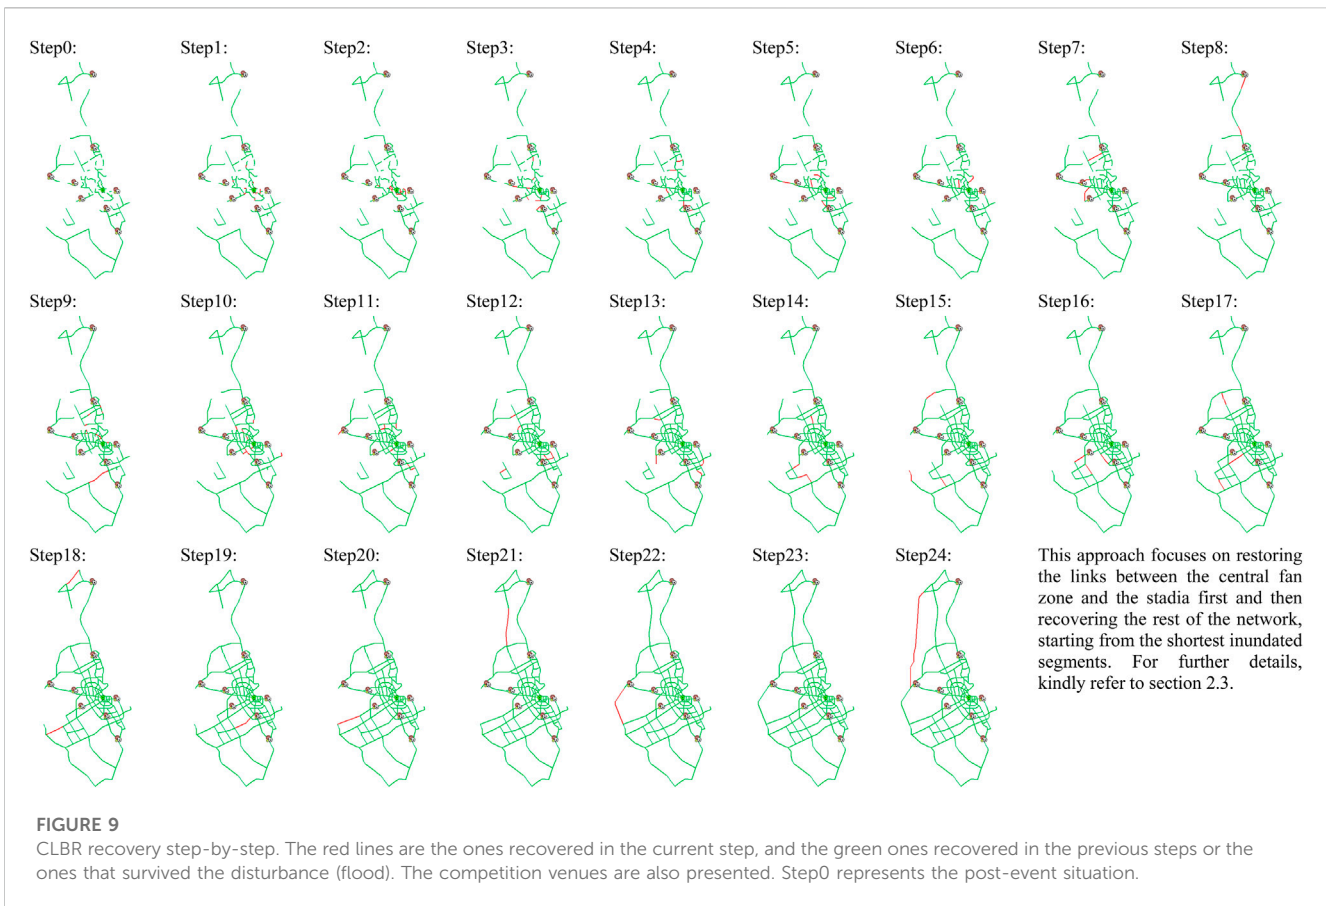 Step0:
Step1:
Step2:
Step3:
Step4:
Step5:
Step6:
Step7:
Step8:
Step9:
Step10:
Step11:
Step12:
Step13:
Step14:
Step15:
Step16:
Step17:
Step18:
Step19:
Step20:
Step21:
Step22:
Step23:
Step24:
This approach focuses on restoring
the links between the central fan
zone and the stadia first and then
recovering the rest of the network,
starting from the shortest inundated
segments. For further details,
kindly refer to section 2.3.
FIGURE 9
CLBR recovery step-by-step. The red lines are the ones recovered in the current step, and the green ones recovered in the previous steps or the
ones that survived the disturbance (flood). The competition venues are also presented. Step0 represents the post-event situation.